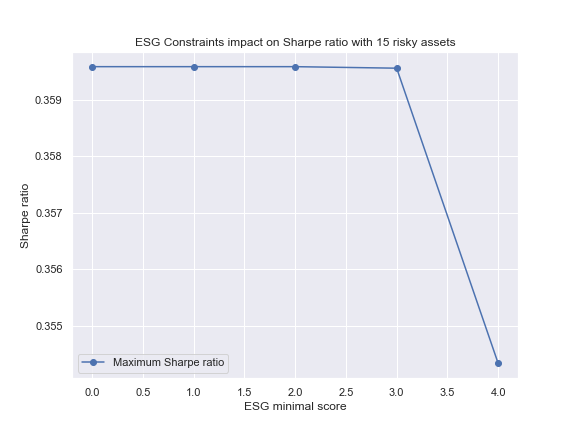 ESG Constraints impact on Sharpe ratio with 15 risky assets
Sharpe ratio
0.359
0.358
0.357
0.356
0.355
Maximum Sharpe ratio
0.0 0.5 1.0 1.5 2.0 2.5 3.0 3.5 4.0
ESG minimal score